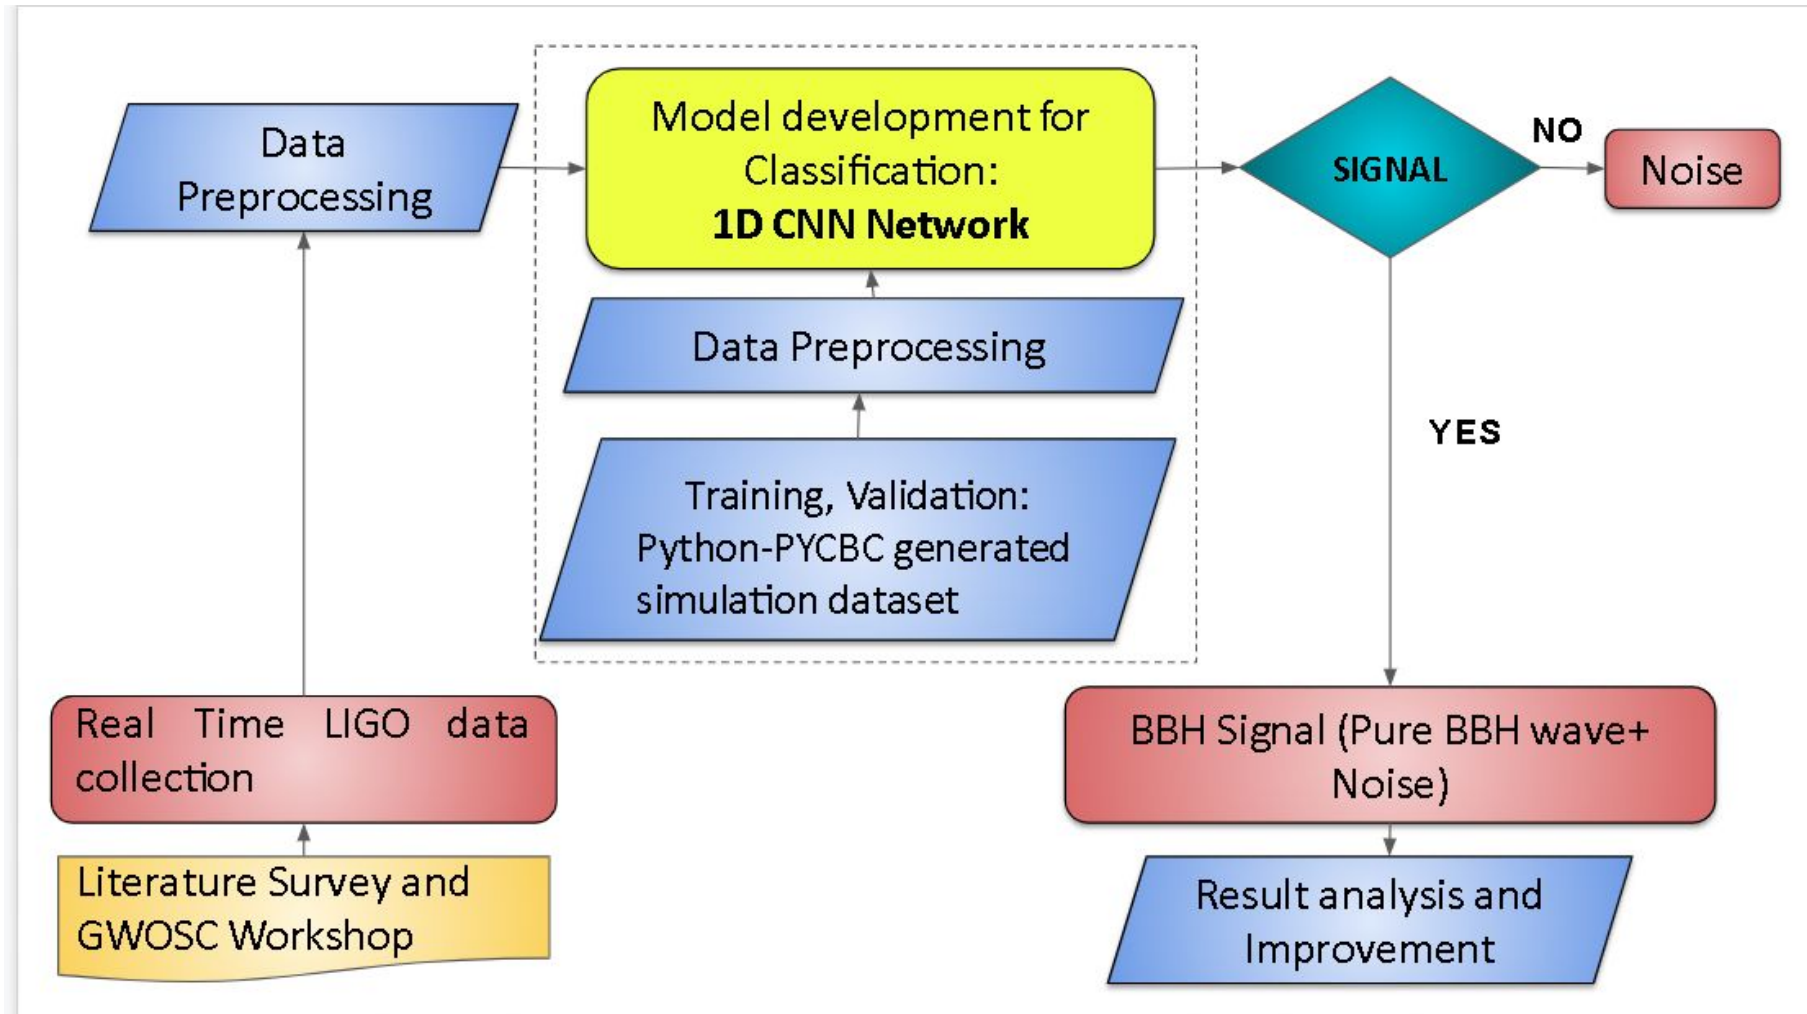 Data
Preprocessing
Model development for
Classification:
1D CNN Network
SIGNAL
NO
Noise
Data Preprocessing
Training, Validation:
Python-PYCBC generated
simulation dataset
YES
Real Time LIGO data
collection
BBH Signal (Pure BBH wave+
Noise)
Literature Survey and
GWOSC Workshop
Result analysis and
Improvement